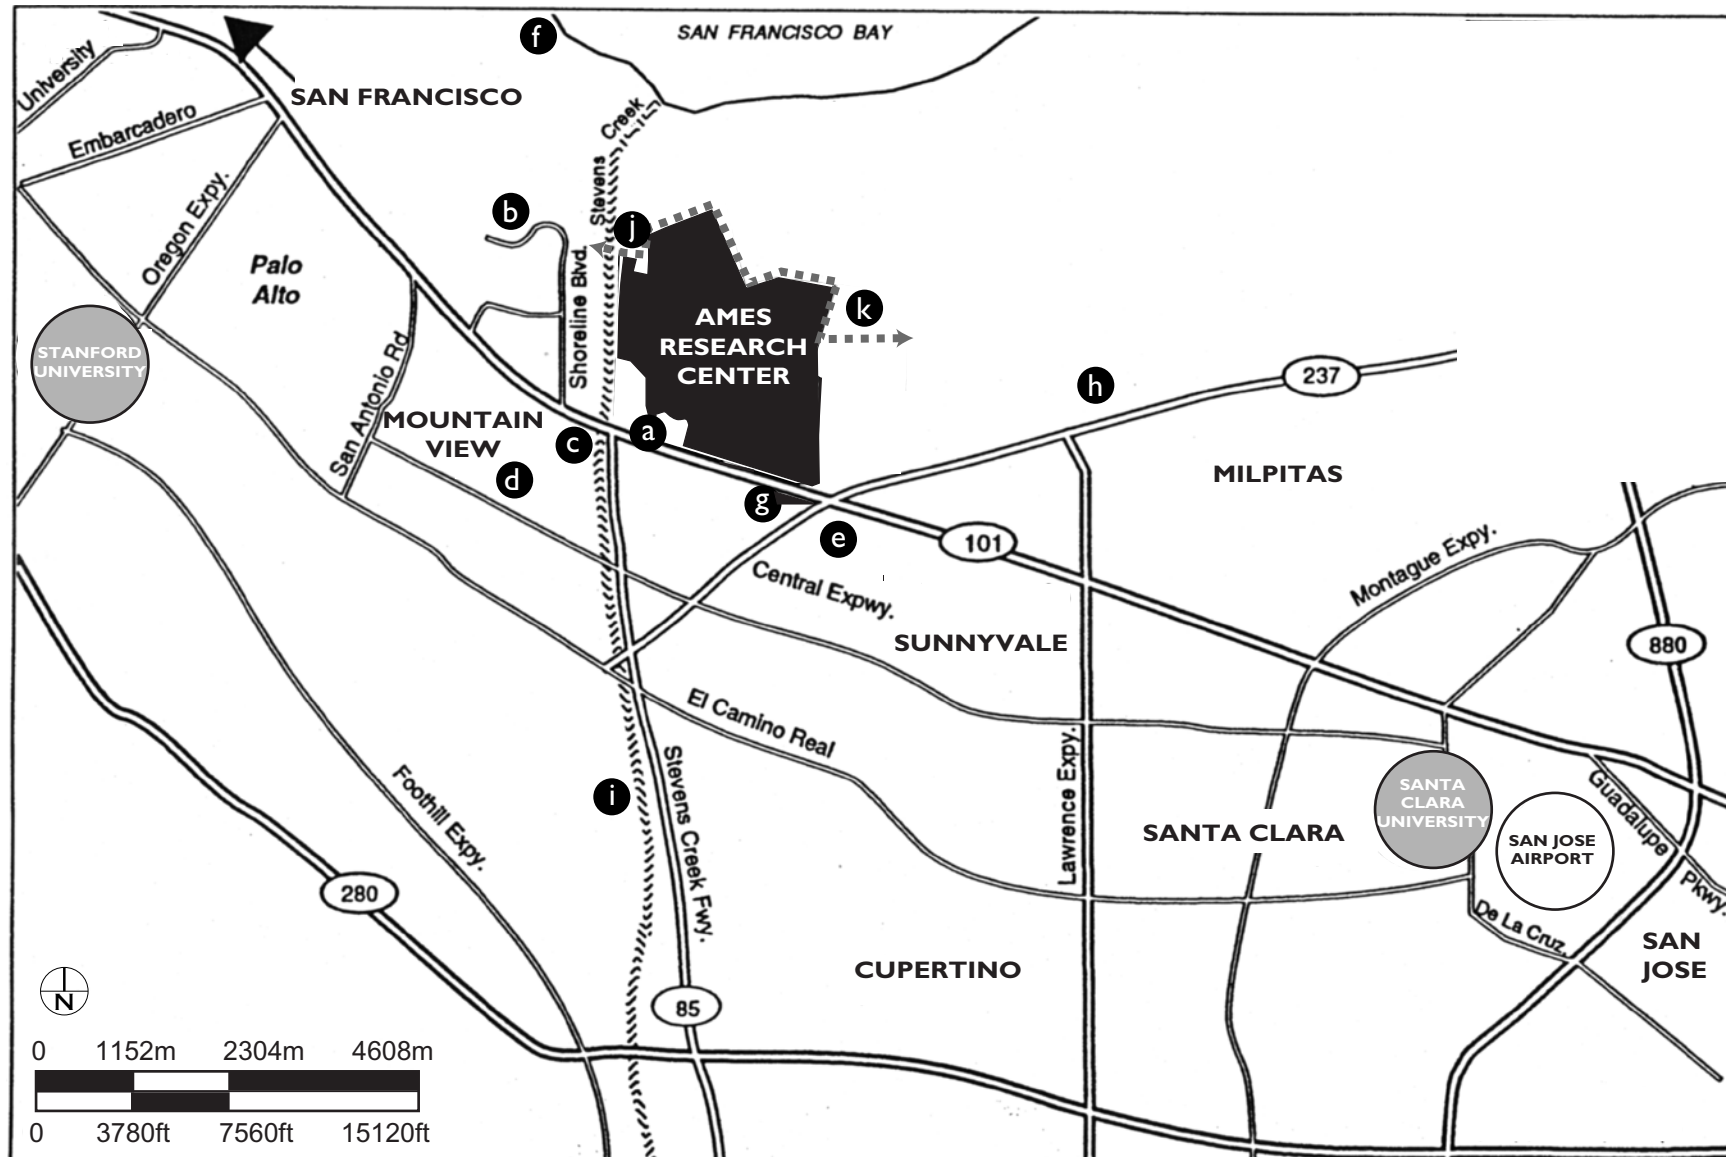 SAN FRANCISCO BAY
f
University
SAN FRANCISCO
Embarcadero
Creek
Stevens
Oregon Expy.
b
j
Palo
Alto
Shoreline Blvd.
k
AMES
RESEARCH
CENTER
STANFORD
UNIVERSITY
San Antonio Rd
h
237
MOUNTAIN
VIEW
c
a
d
g
MILPITAS
e
101
Montague Expy.
Central Expwy.
SUNNYVALE
880
El Camino Real
Lawrence Expy.
Stevens Creek Fwy.
i
Foothill Expy.
SANTA
CLARA
UNIVERSITY
Guadalupe
Pkwy.
SANTA CLARA
SAN JOSE
AIRPORT
280
De La Cruz
SAN
JOSE
CUPERTINO
N
85
0 1152m 2304m 4608m
0 3780ft 7560ft 15120ft